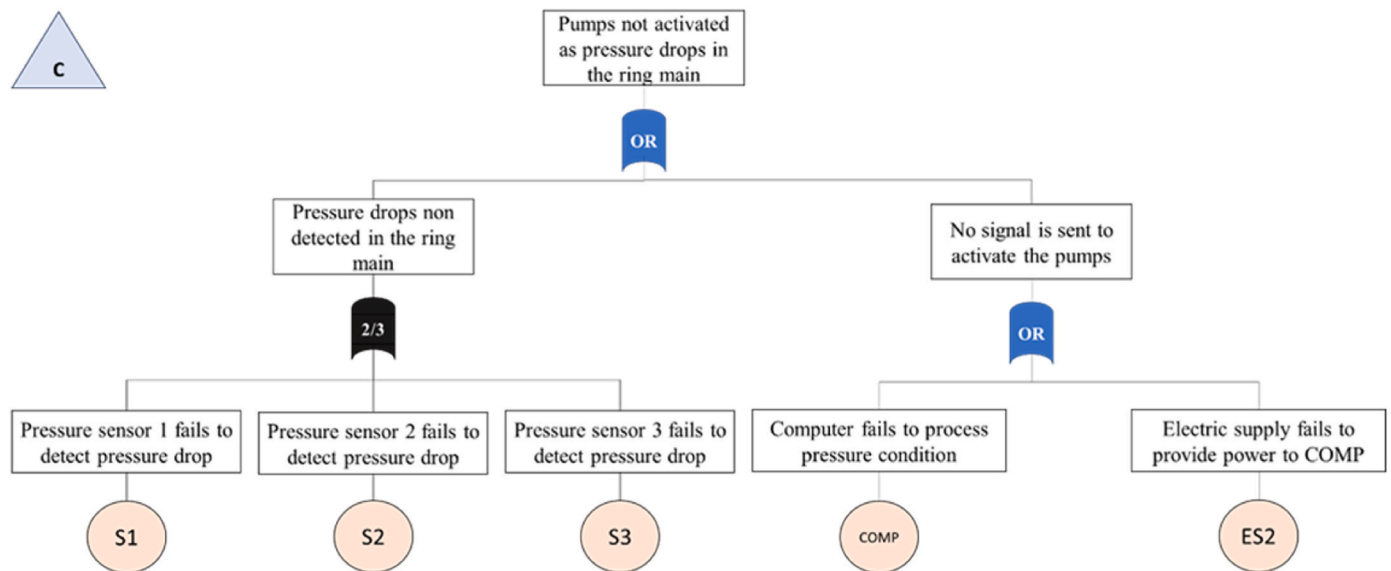 C
Pumps not activated
as pressure drops in
the ring main
OR
Pressure drops non
detected in the ring
main
No signal is sent to
activate the pumps
2/3
OR
Pressure sensor 1 fails to
detect pressure drop
Pressure sensor 2 fails to
detect pressure drop
Pressure sensor 3 fails to
detect pressure drop
Computer fails to process
pressure condition
Electric supply fails to
provide power to COMP
S1
S2
S3
COMP
ES2